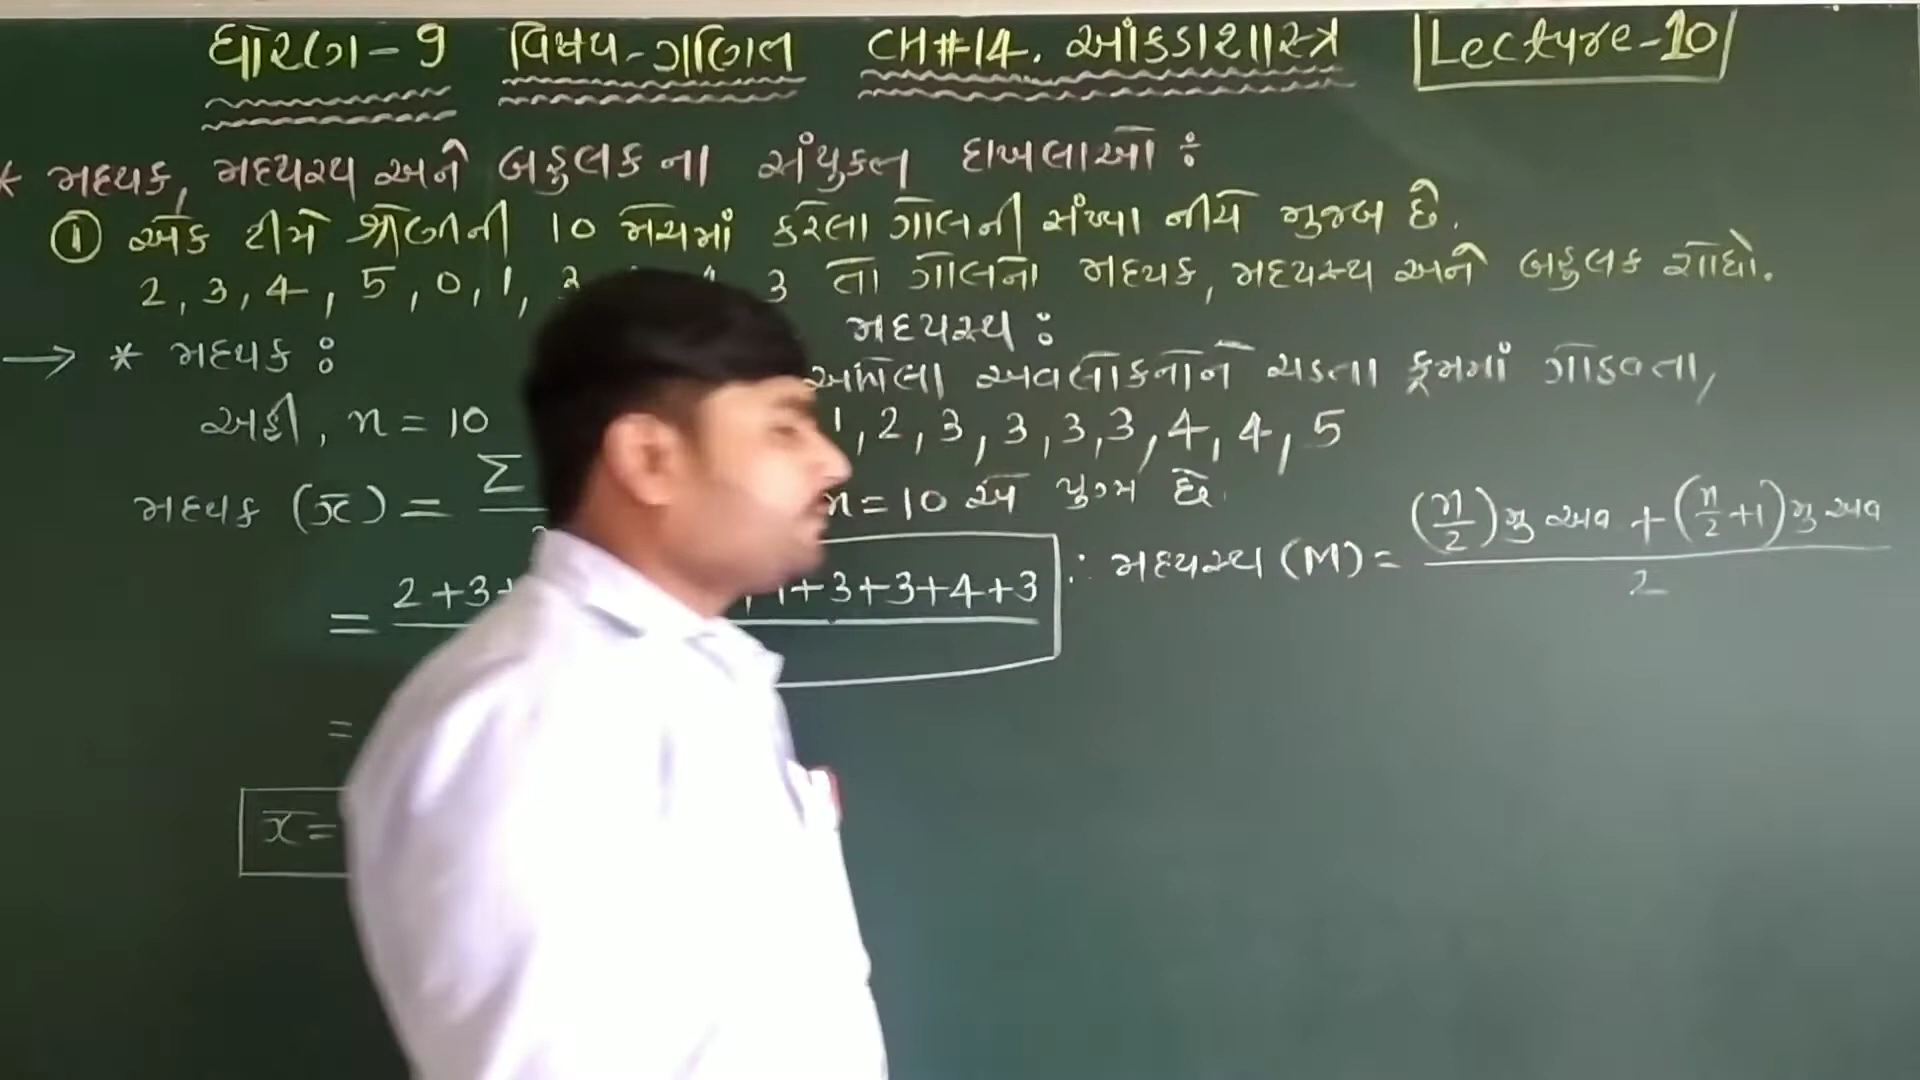 ધોરણ - 9 વિષય - ગણિત CH#14. આંકડાશાસ્ત્ર Lecture-10
* મધ્યક, મધ્યસ્થ અને બહુલક ના સંયુક્ત દાખલાઓ :
① એક ટીમે શ્રેણીની 10 મેચમાં કરેલા ગોલની સંખ્યા નીચે મુજબ છે.
2, 3, 4, 5, 0, 1, 3 તો ગોલના મધ્યક, મધ્યસ્થ અને બહુલક શોધો.
→ * મધ્યક :
અહીં, n = 10
મધ્યક (x̄) = Σ
= 2+3+ 1+3+3+4+3
=
x̄ =
મધ્યસ્થ :
આપેલા અવલોકનોને ચડતા ક્રમમાં ગોઠવતા,
1, 2, 3, 3, 3, 3, 4, 4, 5
n = 10 એ યુગ્મ છે.
∴ મધ્યસ્થ (M) = (n/2) મુ અવ + (n/2 + 1) મુ અવ / 2